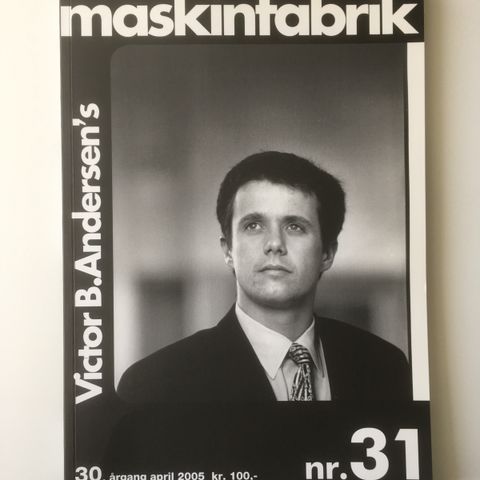 maskinfabrik
Victor B. Andersen's
30. årgang april 2005 kr. 100,-
nr. 31